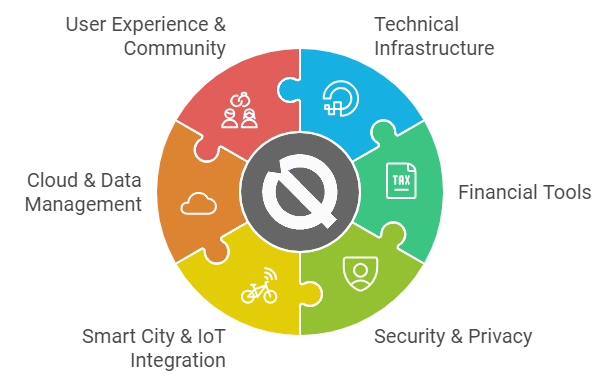 User Experience &
Community
Technical
Infrastructure
TAX
Cloud & Data
Management
Financial Tools
Smart City & IoT
Integration
Security & Privacy